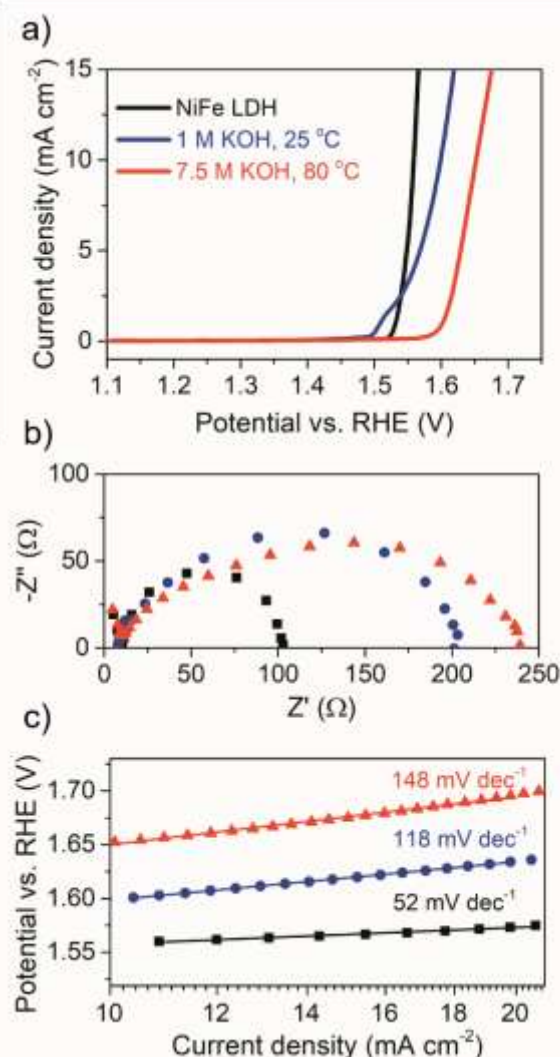 a)
Current density (mA cm⁻²)
15
10
5
0
NiFe LDH
1 M KOH, 25 °C
7.5 M KOH, 80 °C
1.1 1.2 1.3 1.4 1.5 1.6 1.7
Potential vs. RHE (V)
b)
-Z" (Ω)
100
50
0
0 50 100 150 200 250
Z' (Ω)
c)
Potential vs. RHE (V)
1.70
1.65
1.60
1.55
148 mV dec⁻¹
118 mV dec⁻¹
52 mV dec⁻¹
10 12 14 16 18 20
Current density (mA cm⁻²)